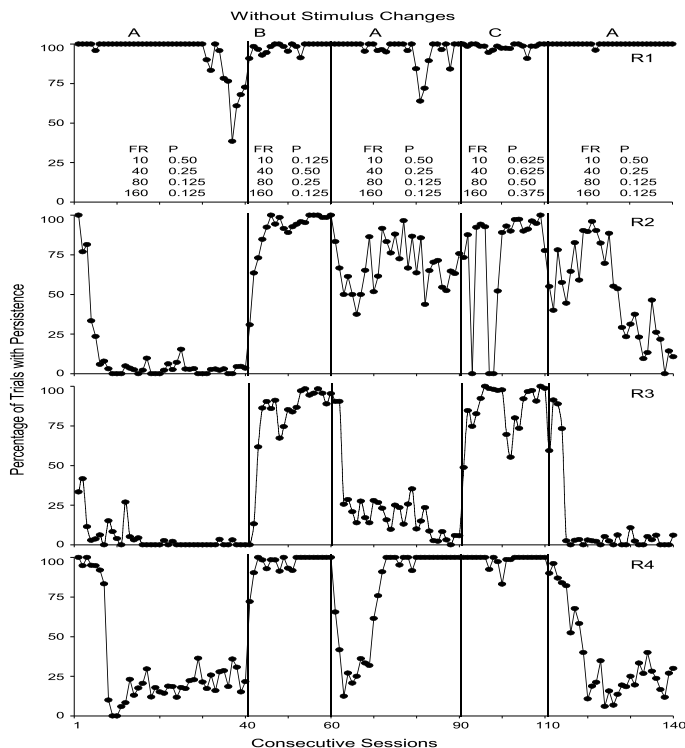 Without Stimulus Changes
A B A C A
Percentage of Trials with Persistence
100
75
50
25
0
R1
FR P FR P FR P FR P FR P
10 0.50 10 0.125 10 0.50 10 0.625 10 0.50
40 0.25 40 0.50 40 0.25 40 0.625 40 0.25
80 0.125 80 0.25 80 0.125 80 0.50 80 0.125
160 0.125 160 0.125 160 0.125 160 0.375 160 0.125
100
75
50
25
0
R2
100
75
50
25
0
R3
100
75
50
25
0
R4
1 40 60 90 110 140
Consecutive Sessions